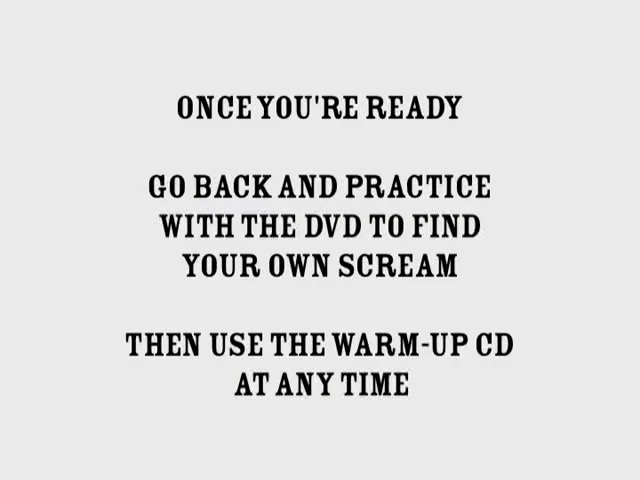 ONCE YOU'RE READY
GO BACK AND PRACTICE
WITH THE DVD TO FIND
YOUR OWN SCREAM
THEN USE THE WARM-UP CD
AT ANY TIME